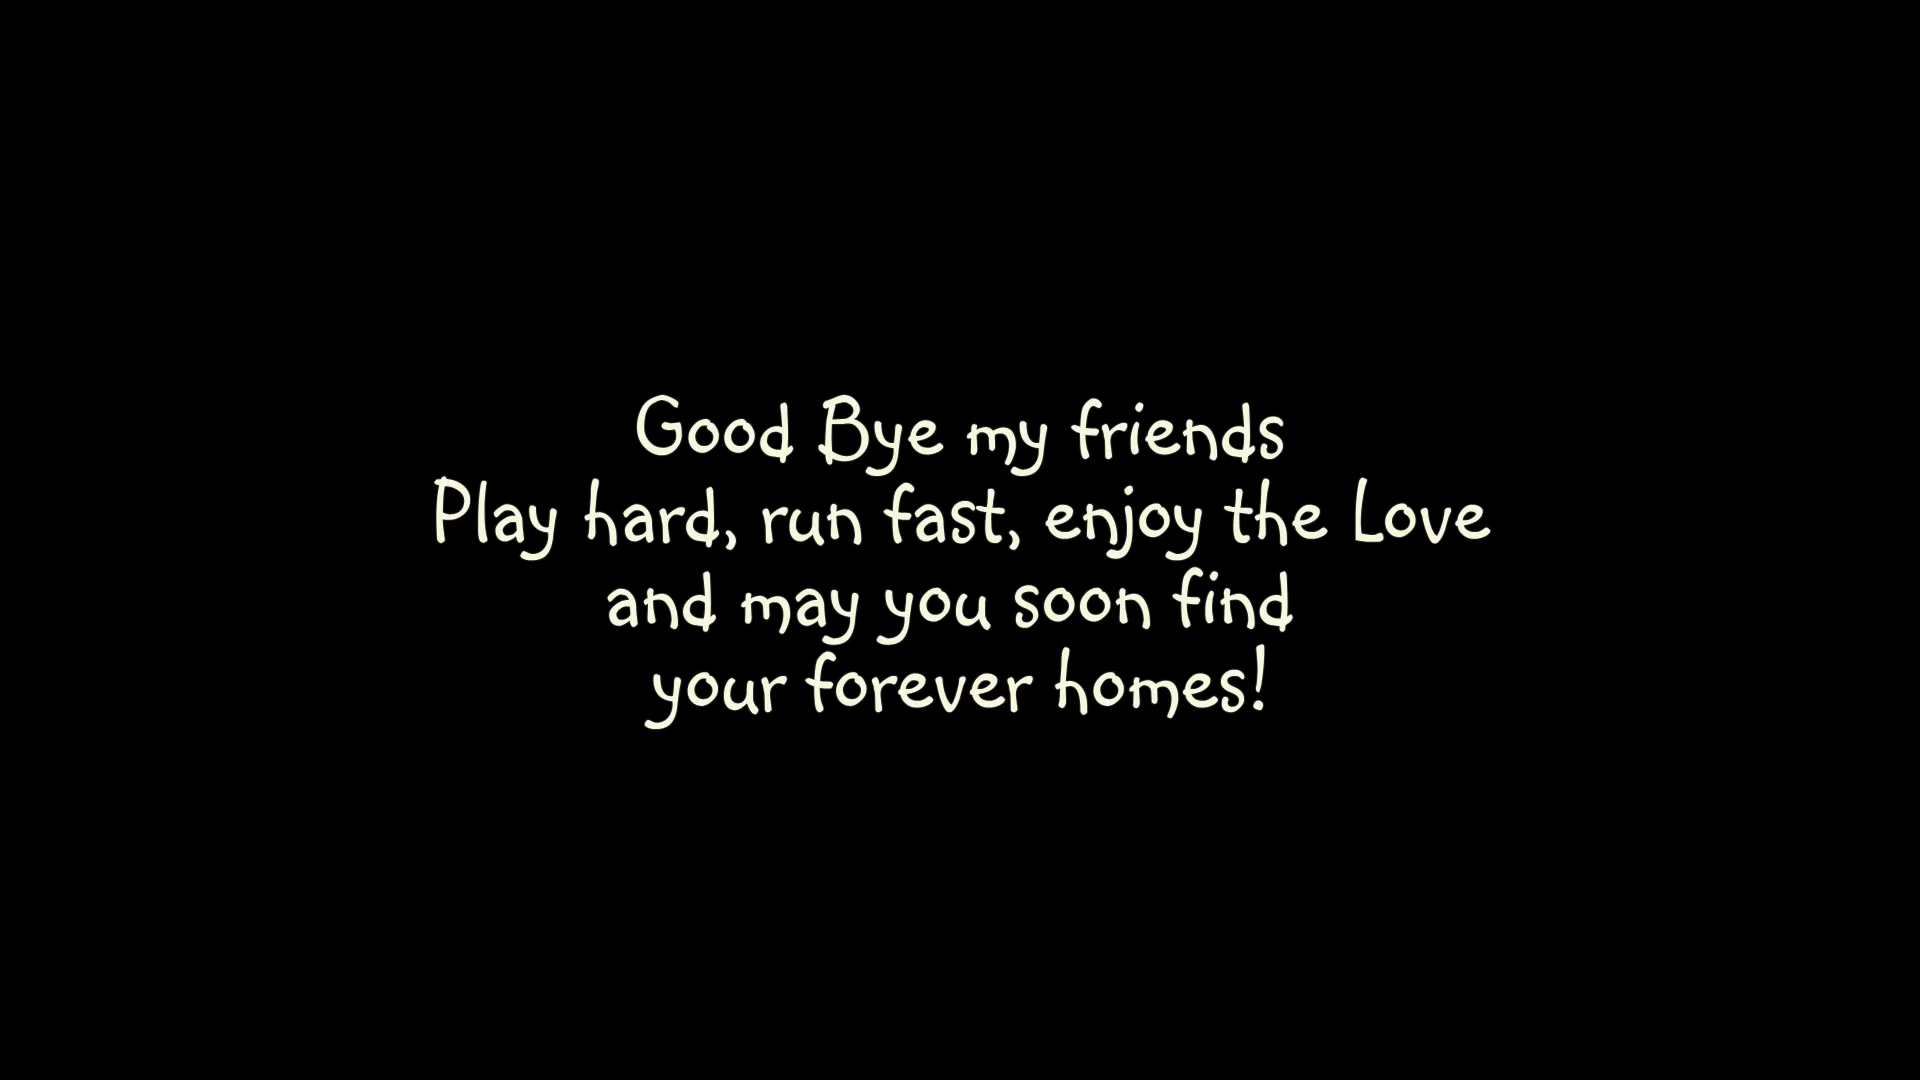 Good Bye my friends
Play hard, run fast, enjoy the Love
and may you soon find
your forever homes!